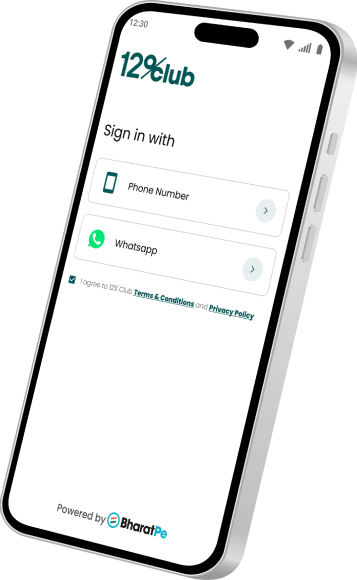 12:30
12%club
Sign in with
Phone Number
Whatsapp
I agree to 12% Club Terms & Conditions and Privacy Policy
Powered by BharatPe